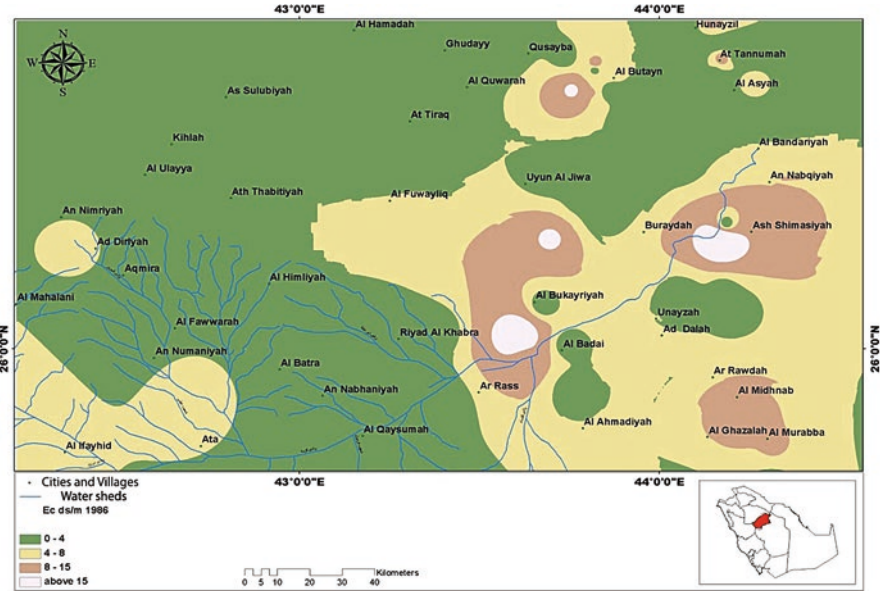 43°0'0"E 44°0'0"E
N
W E
S
Al Hamadah
Hunayzil
Ghudayy
Qusayba
At Tannumah
Al Butayn
Al Quwarah
Al Asyah
As Sulubiyah
At Tiraq
Kihlah
Al Bandariyah
Al Ulayya
Uyun Al Jiwa
An Nabqiyah
Ath Thabitiyah
Al Fuwayliq
An Nimriyah
Buraydah
Ash Shimasiyah
Ad Diriyah
Aqmira
Al Himliyah
Al Mahalani
Al Bukayriyah
Unayzah
Al Fawwarah
Riyad Al Khabra
Ad Dalah
Al Badai
An Numaniyah
26°0'0"N
26°0'0"N
Al Batra
Ar Rawdah
Ar Rass
An Nabhaniyah
Al Midhnab
Al Ahmadiyah
Al Qaysumah
Al Ghazalah
Al Murabba
Ata
Al Ifayhid
43°0'0"E 44°0'0"E
Cities and Villages
Water sheds
Ec ds/m 1986
0 - 4
4 - 8
8 - 15
above 15
Kilometers
0 5 10 20 30 40